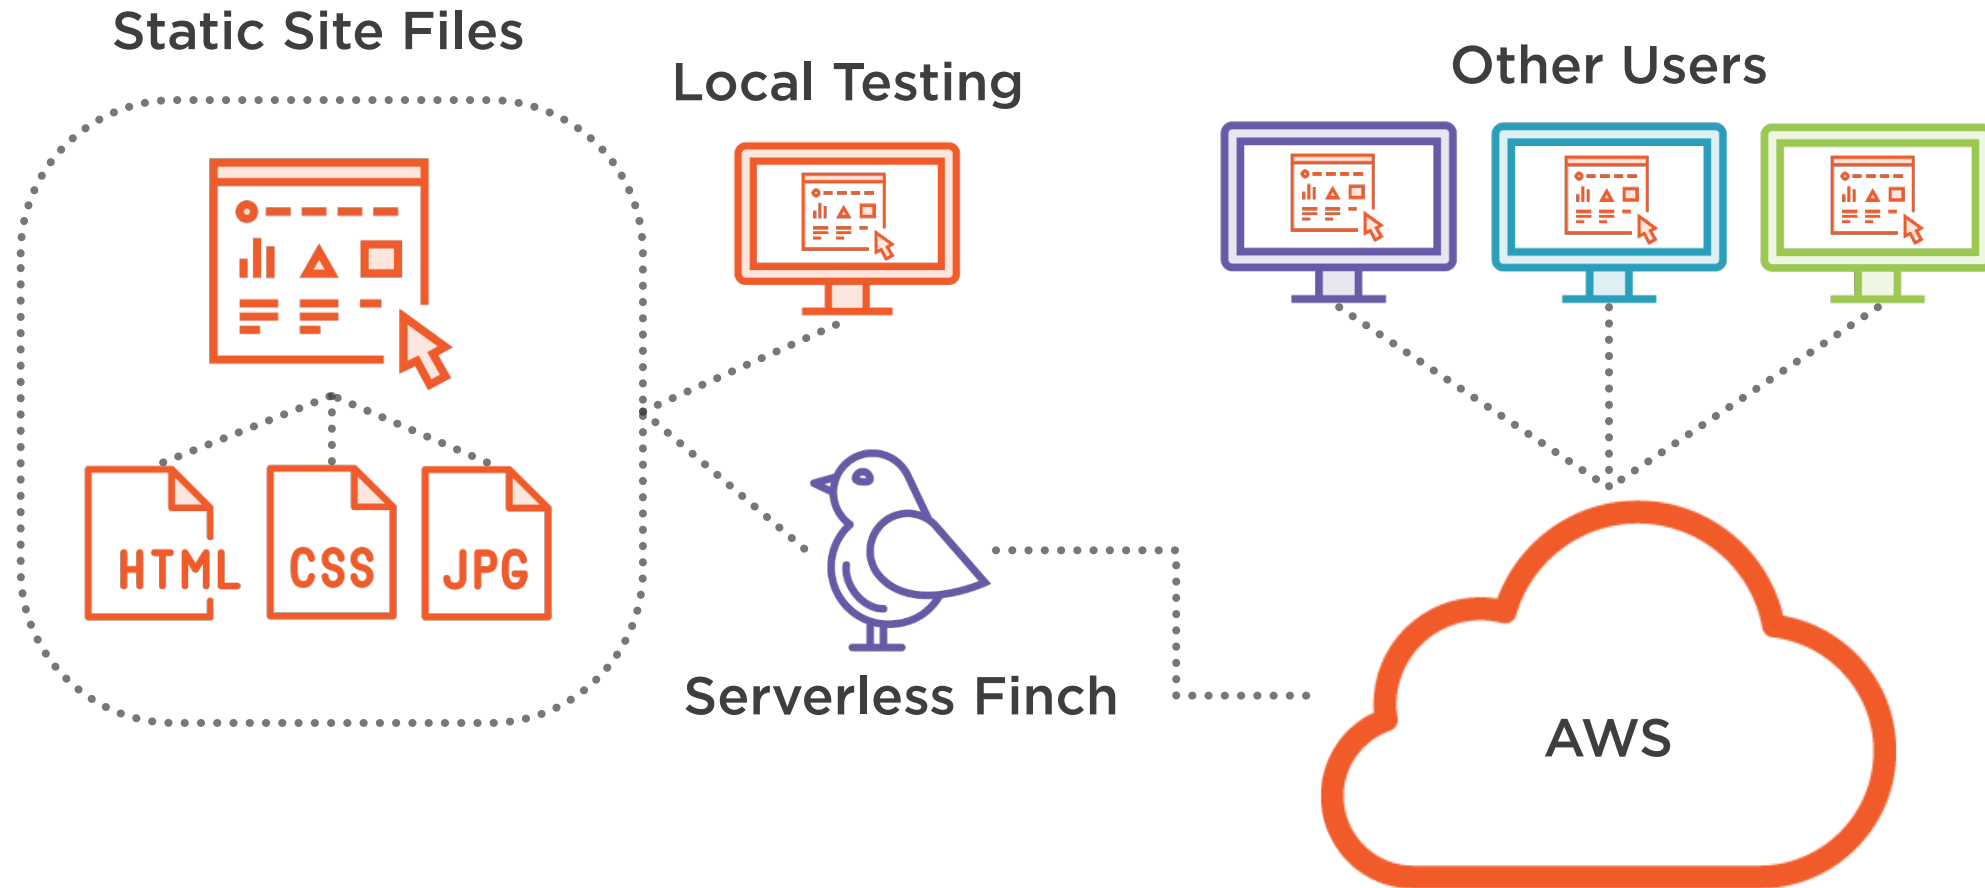 Static Site Files
Local Testing
Other Users
HTML
CSS
JPG
Serverless Finch
AWS